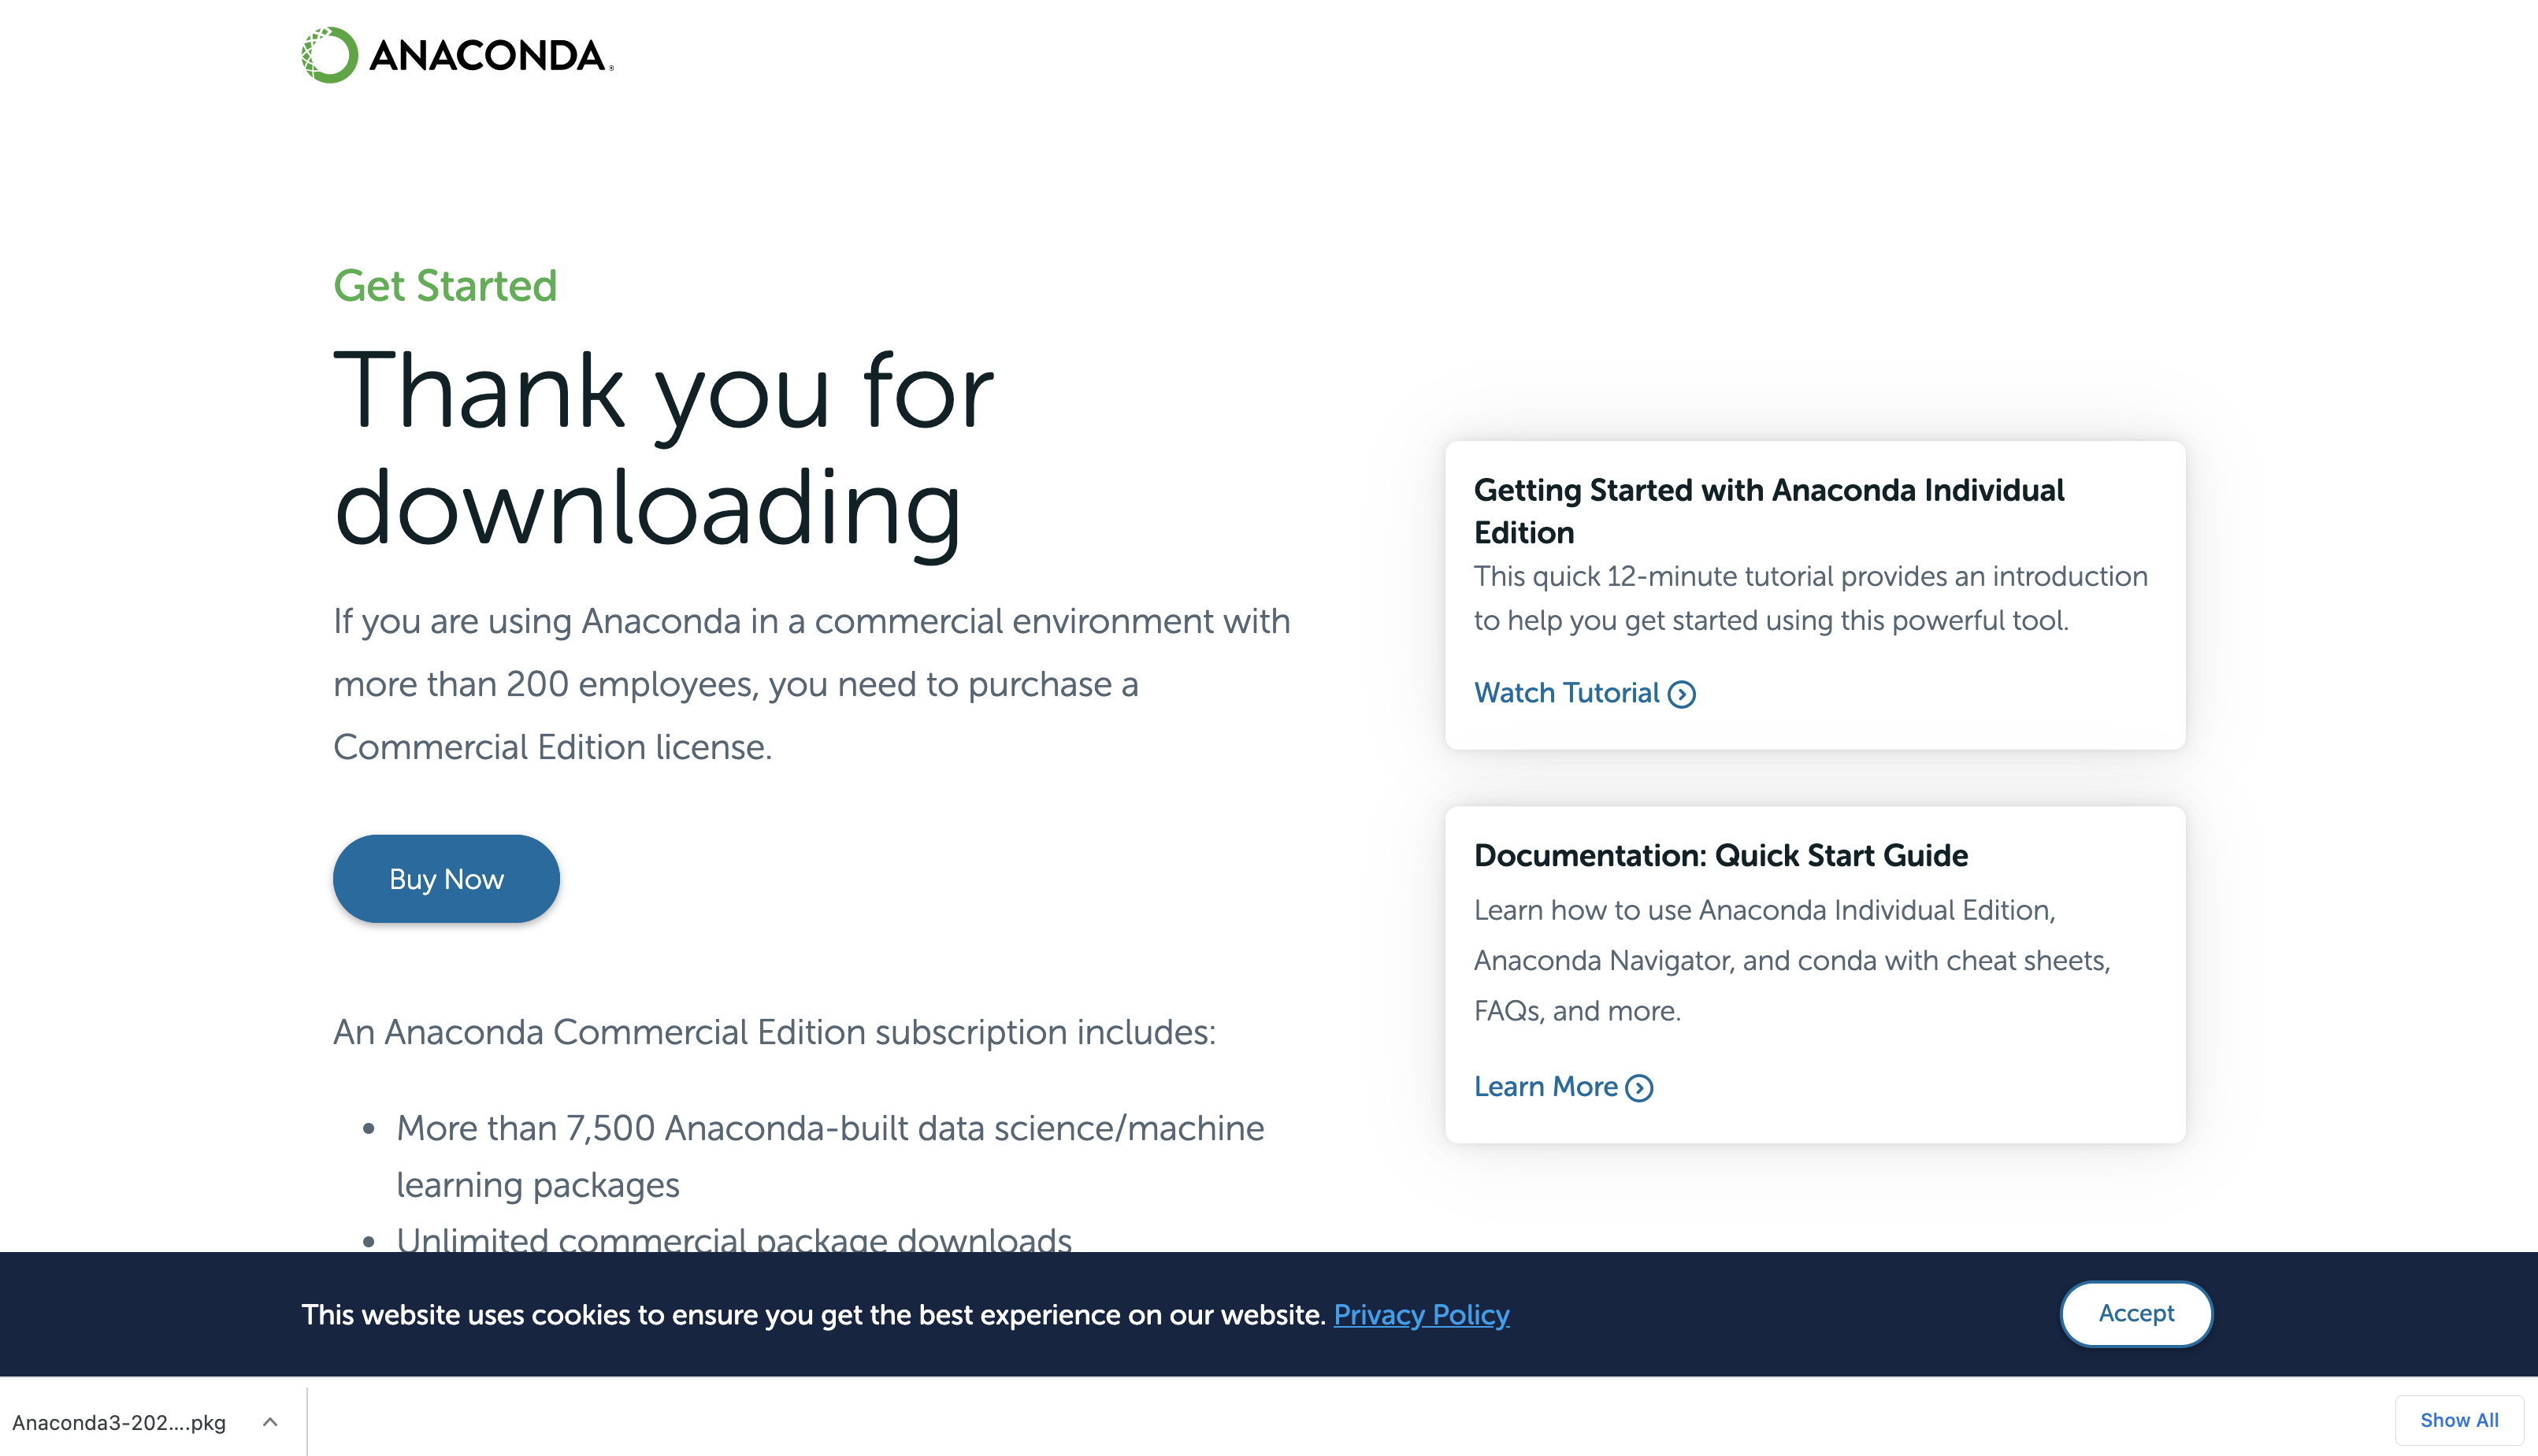 ANACONDA.
Get Started
Thank you for
downloading
If you are using Anaconda in a commercial environment with
more than 200 employees, you need to purchase a
Commercial Edition license.
Buy Now
An Anaconda Commercial Edition subscription includes:
• More than 7,500 Anaconda-built data science/machine
learning packages
• Unlimited commercial package downloads
Getting Started with Anaconda Individual
Edition
This quick 12-minute tutorial provides an introduction
to help you get started using this powerful tool.
Watch Tutorial
Documentation: Quick Start Guide
Learn how to use Anaconda Individual Edition,
Anaconda Navigator, and conda with cheat sheets,
FAQs, and more.
Learn More
This website uses cookies to ensure you get the best experience on our website. Privacy Policy
Accept
Anaconda3-202....pkg
Show All